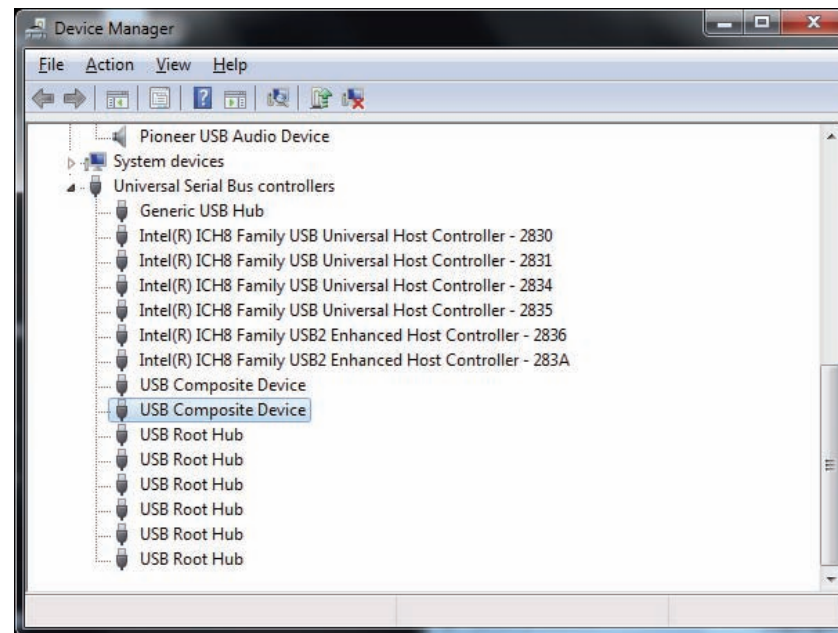 Device Manager
File Action View Help
Pioneer USB Audio Device
System devices
Universal Serial Bus controllers
Generic USB Hub
Intel(R) ICH8 Family USB Universal Host Controller - 2830
Intel(R) ICH8 Family USB Universal Host Controller - 2831
Intel(R) ICH8 Family USB Universal Host Controller - 2834
Intel(R) ICH8 Family USB Universal Host Controller - 2835
Intel(R) ICH8 Family USB2 Enhanced Host Controller - 2836
Intel(R) ICH8 Family USB2 Enhanced Host Controller - 283A
USB Composite Device
USB Composite Device
USB Root Hub
USB Root Hub
USB Root Hub
USB Root Hub
USB Root Hub
USB Root Hub